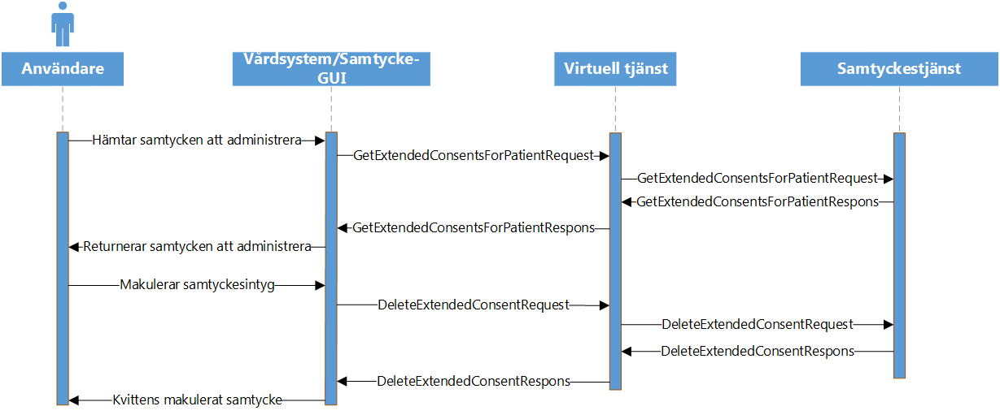 Användare
Vårdsystem/Samtycke-
GUI
Virtuell tjänst
Samtyckestjänst
Hämtar samtycken att administrera
GetExtendedConsentsForPatientRequest
GetExtendedConsentsForPatientRequest
GetExtendedConsentsForPatientRespons
GetExtendedConsentsForPatientRespons
Returnerar samtycken att administrera
Makulerar samtyckesintyg
DeleteExtendedConsentRequest
DeleteExtendedConsentRequest
DeleteExtendedConsentRespons
DeleteExtendedConsentRespons
Kvittens makulerat samtycke